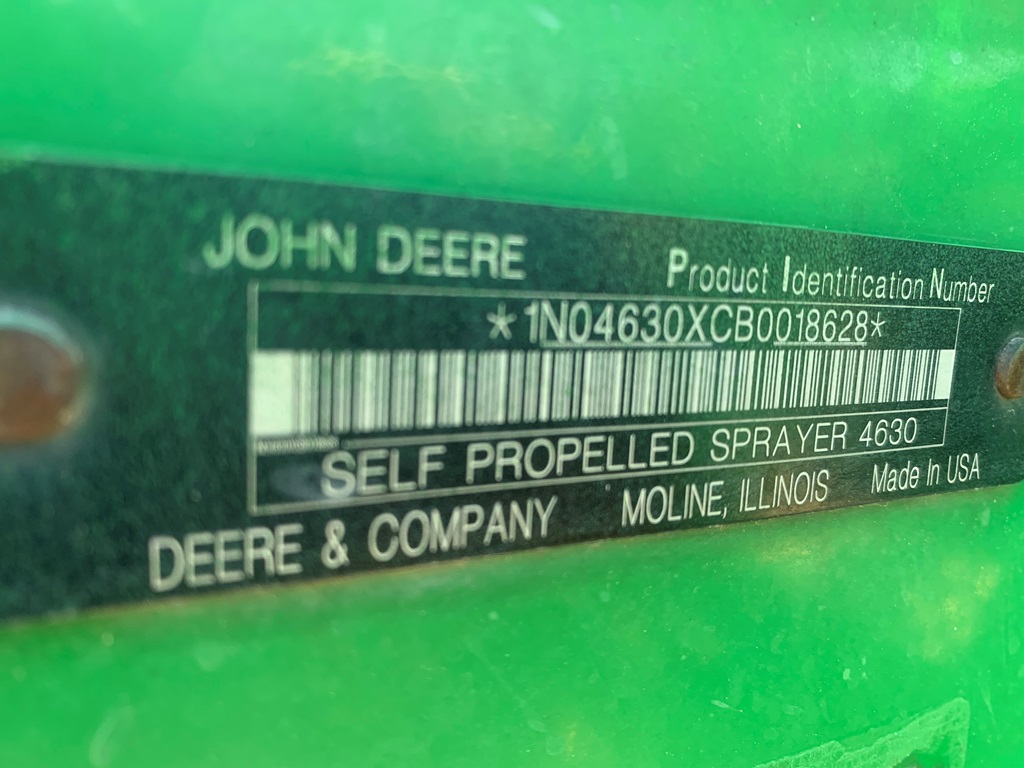 JOHN DEERE
Product Identification Number
*1N04630XCB0018628*
SELF PROPELLED SPRAYER 4630
DEERE & COMPANY MOLINE, ILLINOIS Made In USA